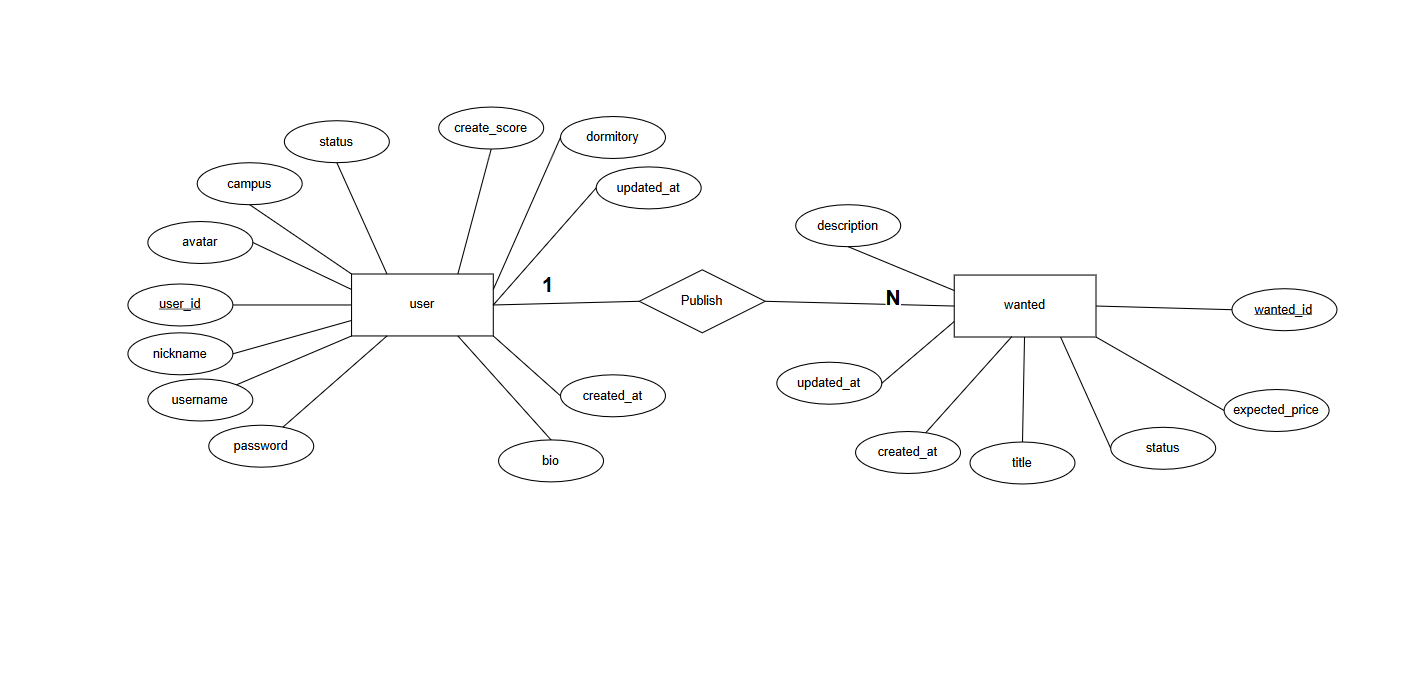 create_score
dormitory
status
campus
updated_at
description
avatar
1
N
user_id
user
Publish
wanted
wanted_id
nickname
updated_at
username
created_at
expected_price
password
bio
created_at
title
status